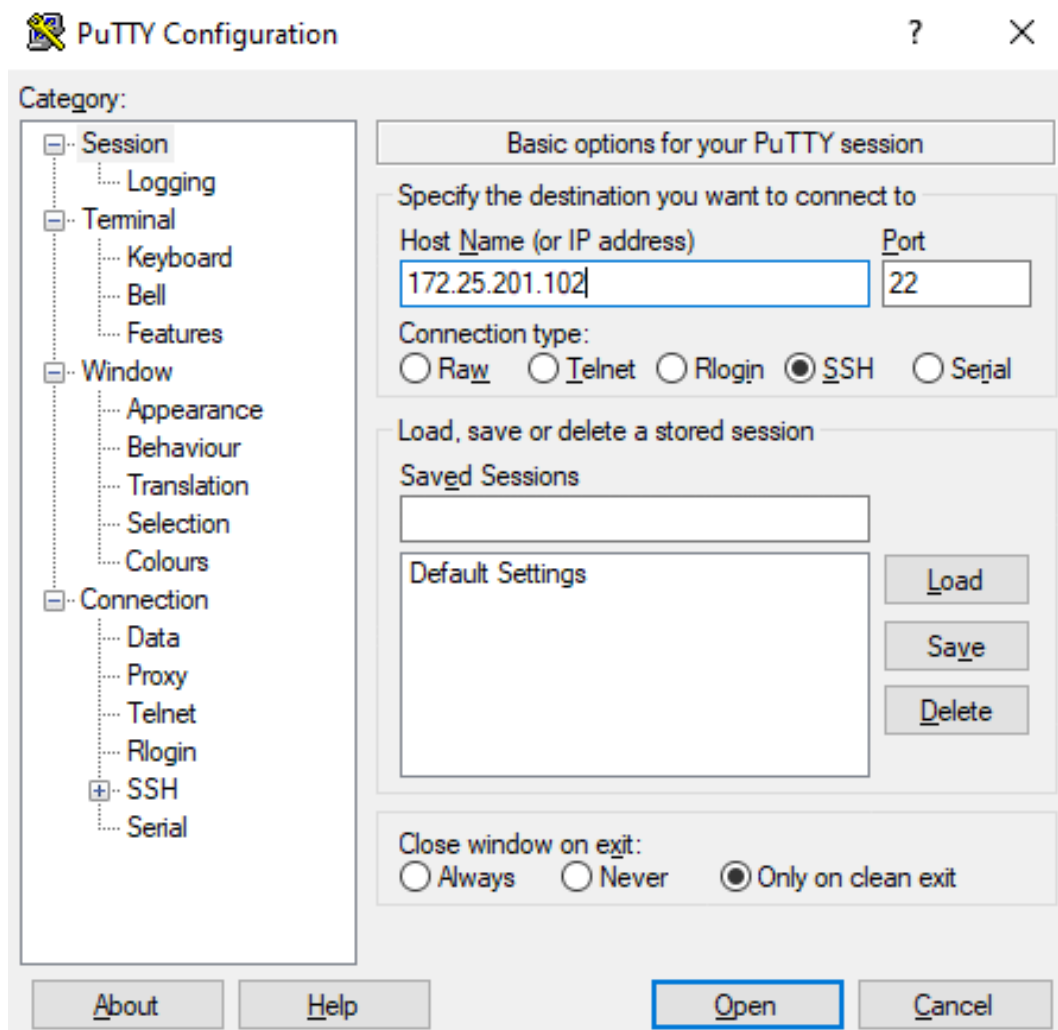 PuTTY Configuration
?
Category:
Session
Logging
Terminal
Keyboard
Bell
Features
Window
Appearance
Behaviour
Translation
Selection
Colours
Connection
Data
Proxy
Telnet
Rlogin
SSH
Serial
Basic options for your PuTTY session
Specify the destination you want to connect to
Host Name (or IP address) Port
172.25.201.102 22
Connection type:
Raw Telnet Rlogin SSH Serial
Load, save or delete a stored session
Saved Sessions
Default Settings
Load
Save
Delete
Close window on exit:
Always Never Only on clean exit
About Help Open Cancel